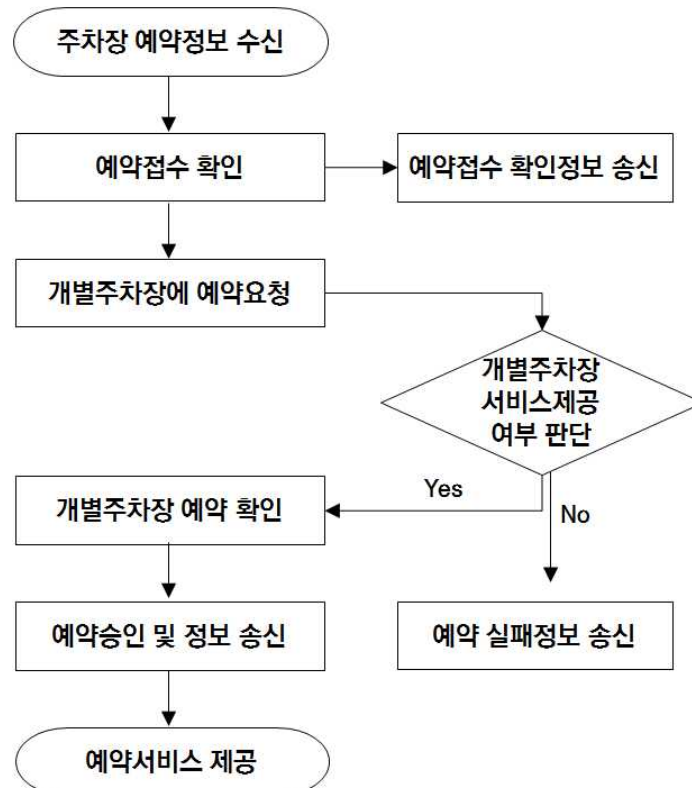 주차장 예약정보 수신
예약접수 확인
예약접수 확인정보 송신
개별주차장에 예약요청
개별주차장
서비스제공
여부 판단
Yes
No
개별주차장 예약 확인
예약승인 및 정보 송신
예약 실패정보 송신
예약서비스 제공